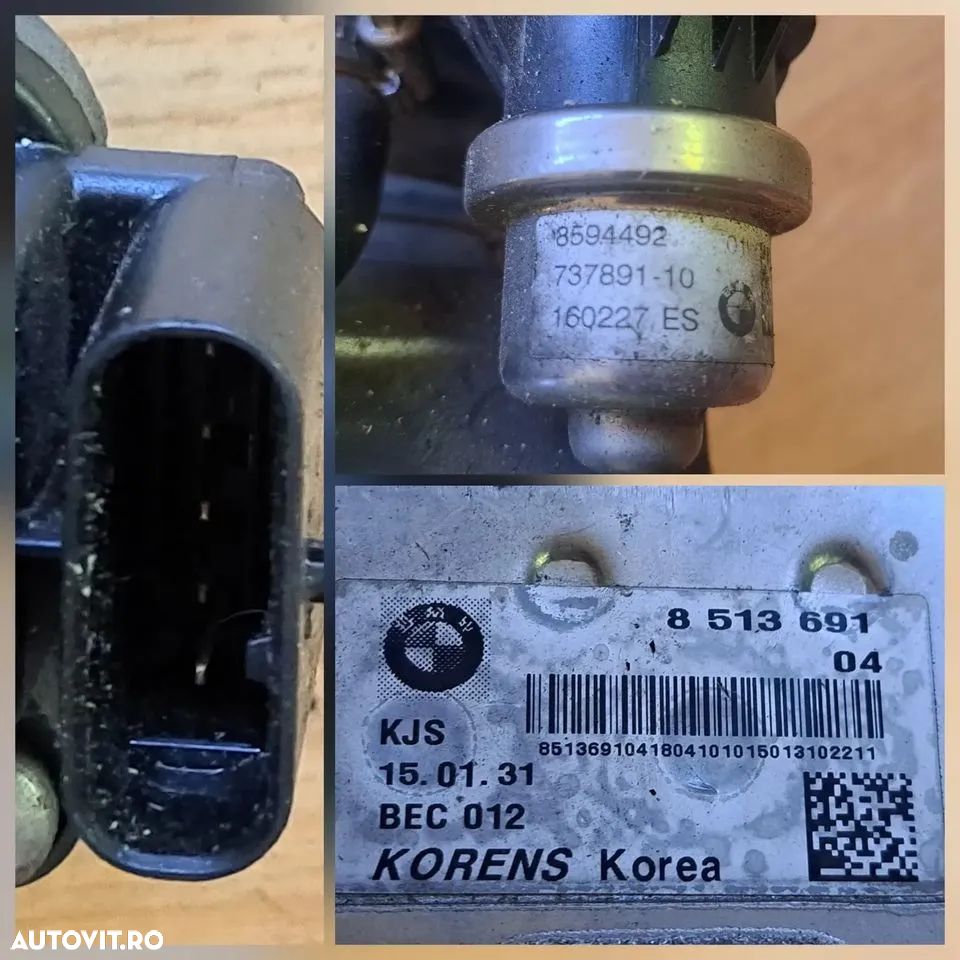 8594492
737891-10
160227 ES
8 513 691
04
8513691041804101015013102211
KJS
15.01.31
BEC 012
KORENS Korea
AUTOVIT.RO